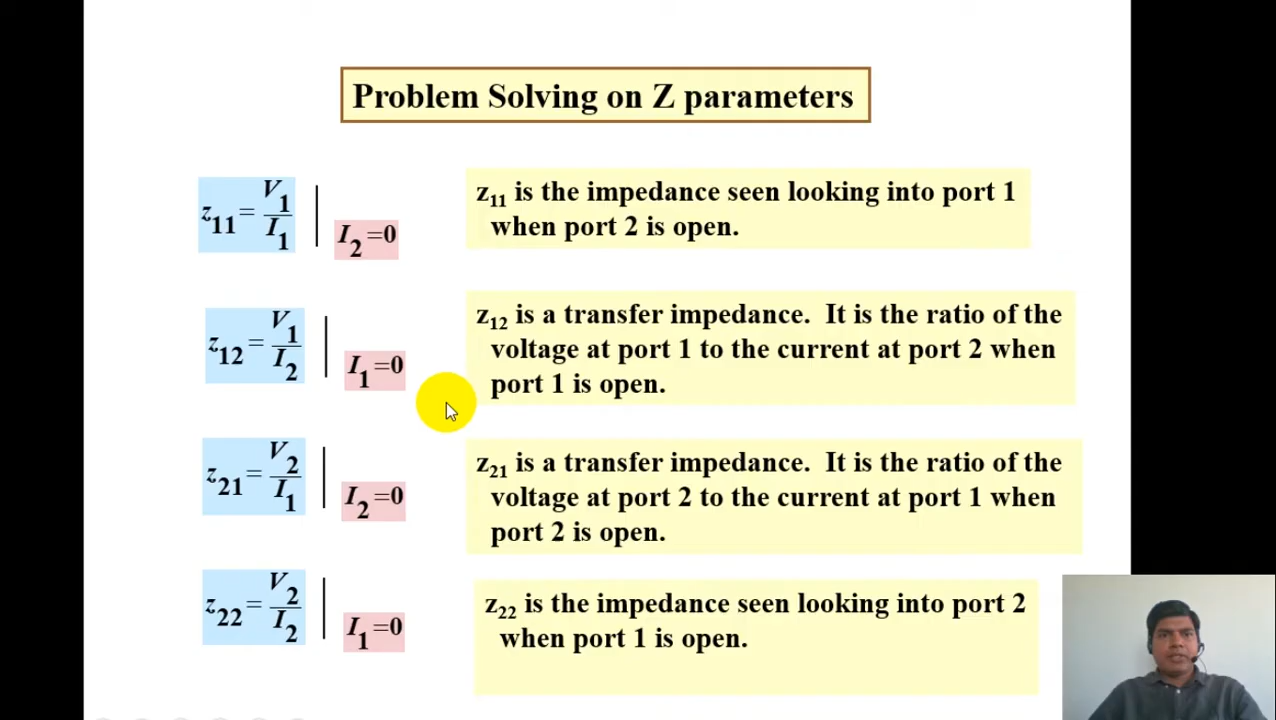 Problem Solving on Z parameters
z11 = V1/I1 | I2=0
z11 is the impedance seen looking into port 1
when port 2 is open.
z12 = V1/I2 | I1=0
z12 is a transfer impedance. It is the ratio of the
voltage at port 1 to the current at port 2 when
port 1 is open.
z21 = V2/I1 | I2=0
z21 is a transfer impedance. It is the ratio of the
voltage at port 2 to the current at port 1 when
port 2 is open.
z22 = V2/I2 | I1=0
z22 is the impedance seen looking into port 2
when port 1 is open.